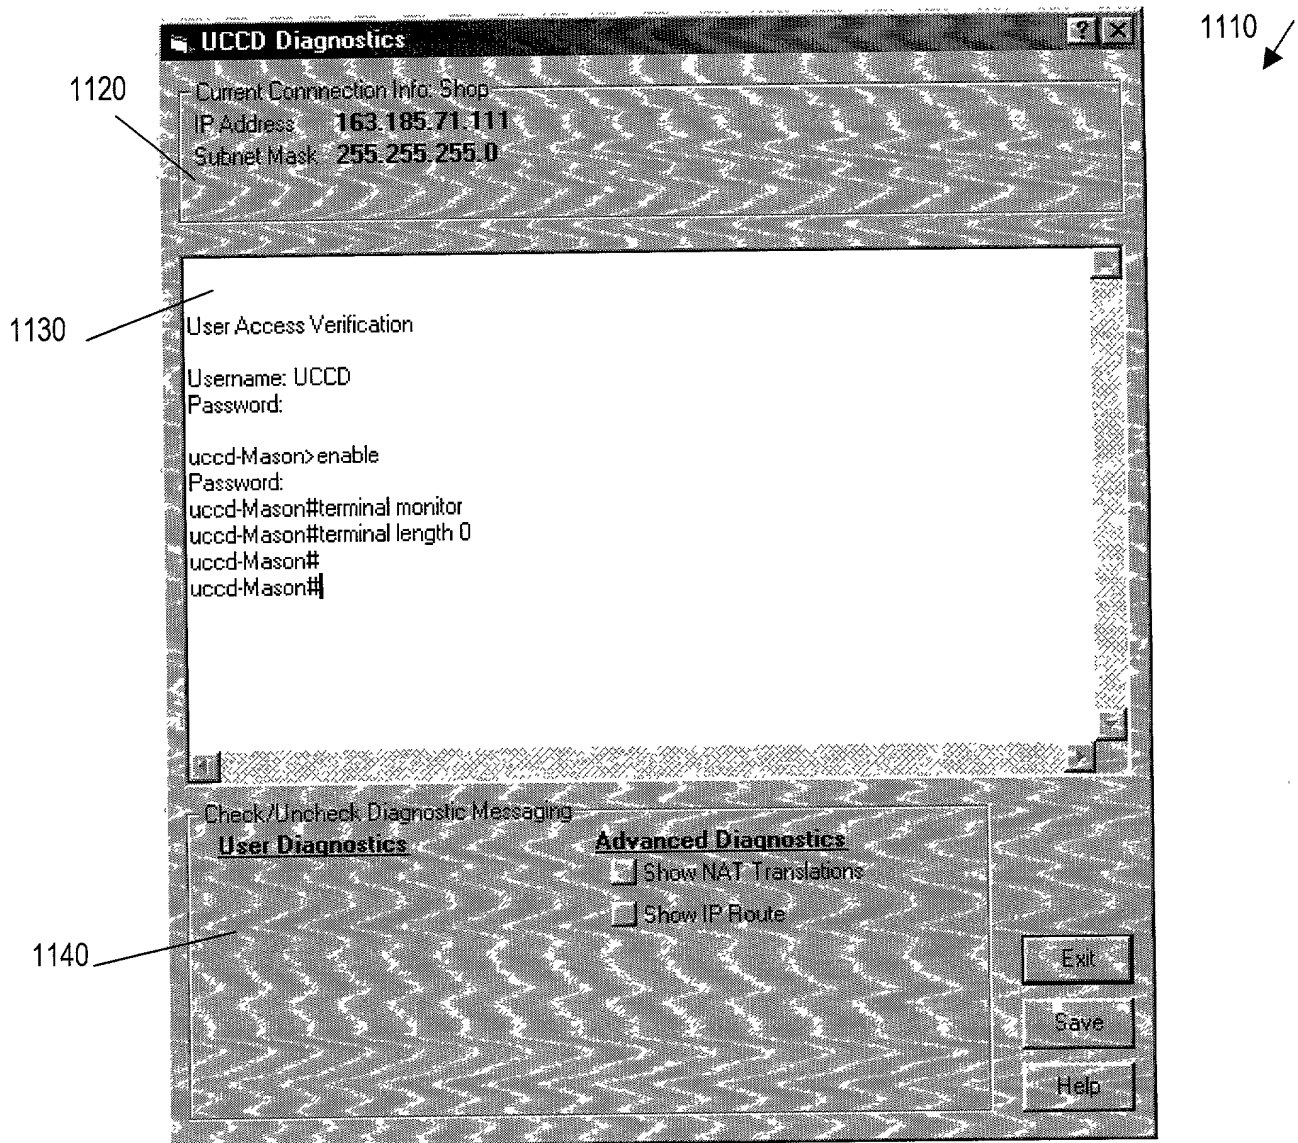 1110
UCCD Diagnostics
1120
Current Connnection Info: Shop
IP Address 163.185.71.111
Subnet Mask 255.255.255.0
1130
User Access Verification
Username: UCCD
Password:
uccd-Mason>enable
Password:
uccd-Mason#terminal monitor
uccd-Mason#terminal length 0
uccd-Mason#
uccd-Mason#
Check/Uncheck Diagnostic Messaging
User Diagnostics
Advanced Diagnostics
Show NAT Translations
Show IP Route
1140
Exit
Save
Help